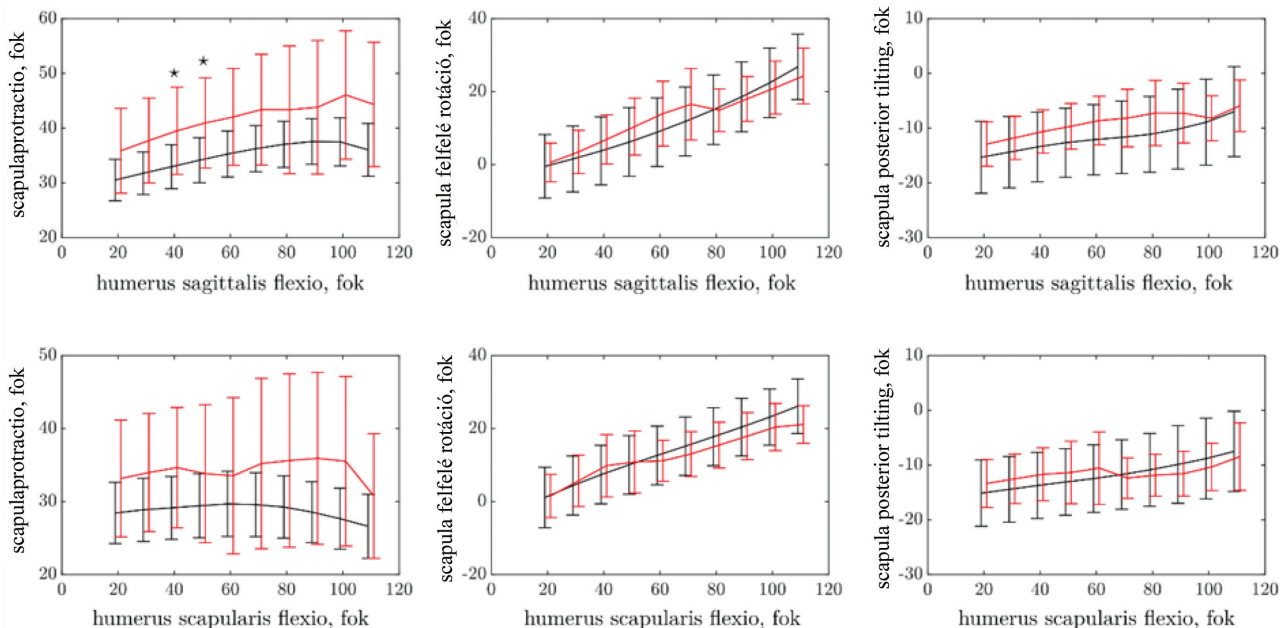 scapulaprotractio, fok
60
50
40
30
20
★ ★
0 20 40 60 80 100 120
humerus sagittalis flexio, fok
scapula felfelé rotáció, fok
40
20
0
-20
0 20 40 60 80 100 120
humerus sagittalis flexio, fok
scapula posterior tilting, fok
10
0
-10
-20
-30
0 20 40 60 80 100 120
humerus sagittalis flexio, fok
scapulaprotractio, fok
50
40
30
20
0 20 40 60 80 100 120
humerus scapularis flexio, fok
scapula felfelé rotáció, fok
40
20
0
-20
0 20 40 60 80 100 120
humerus scapularis flexio, fok
scapula posterior tilting, fok
10
0
-10
-20
-30
0 20 40 60 80 100 120
humerus scapularis flexio, fok